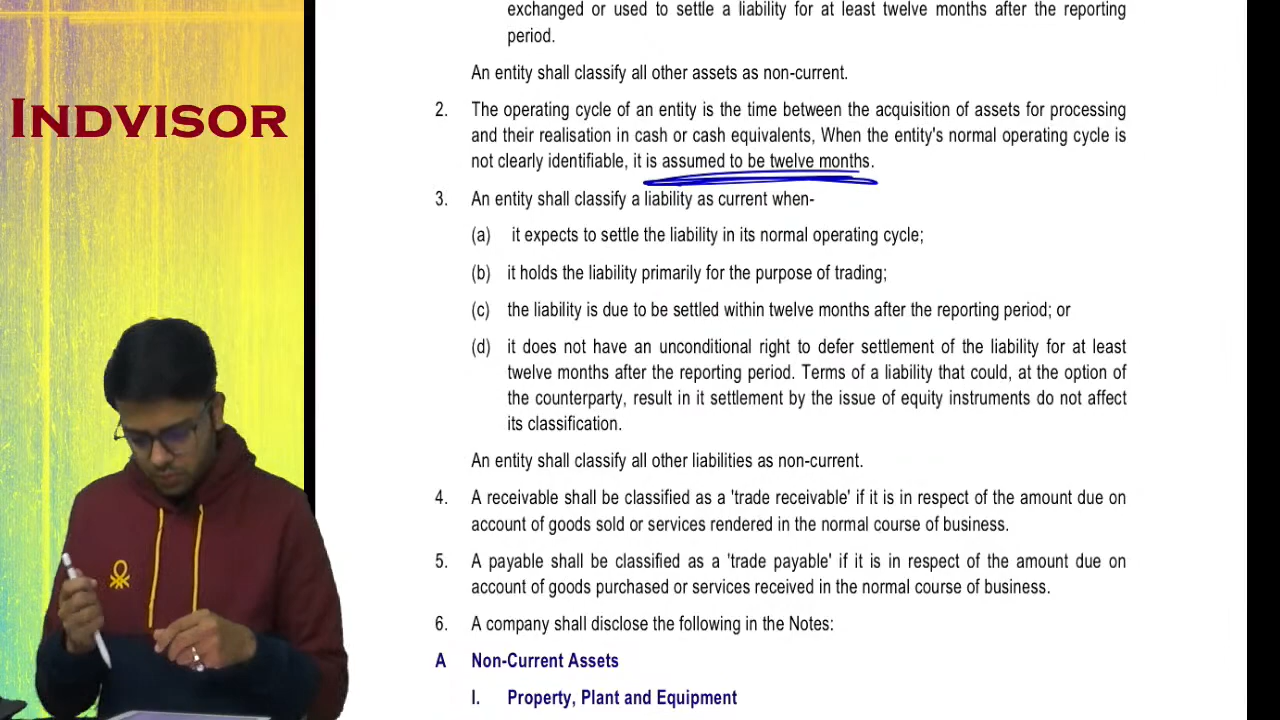 INDVISOR
exchanged or used to settle a liability for at least twelve months after the reporting
period.
An entity shall classify all other assets as non-current.
2. The operating cycle of an entity is the time between the acquisition of assets for processing
and their realisation in cash or cash equivalents, When the entity's normal operating cycle is
not clearly identifiable, it is assumed to be twelve months.
3. An entity shall classify a liability as current when-
(a) it expects to settle the liability in its normal operating cycle;
(b) it holds the liability primarily for the purpose of trading;
(c) the liability is due to be settled within twelve months after the reporting period; or
(d) it does not have an unconditional right to defer settlement of the liability for at least
twelve months after the reporting period. Terms of a liability that could, at the option of
the counterparty, result in it settlement by the issue of equity instruments do not affect
its classification.
An entity shall classify all other liabilities as non-current.
4. A receivable shall be classified as a 'trade receivable' if it is in respect of the amount due on
account of goods sold or services rendered in the normal course of business.
5. A payable shall be classified as a 'trade payable' if it is in respect of the amount due on
account of goods purchased or services received in the normal course of business.
6. A company shall disclose the following in the Notes:
A Non-Current Assets
I. Property, Plant and Equipment